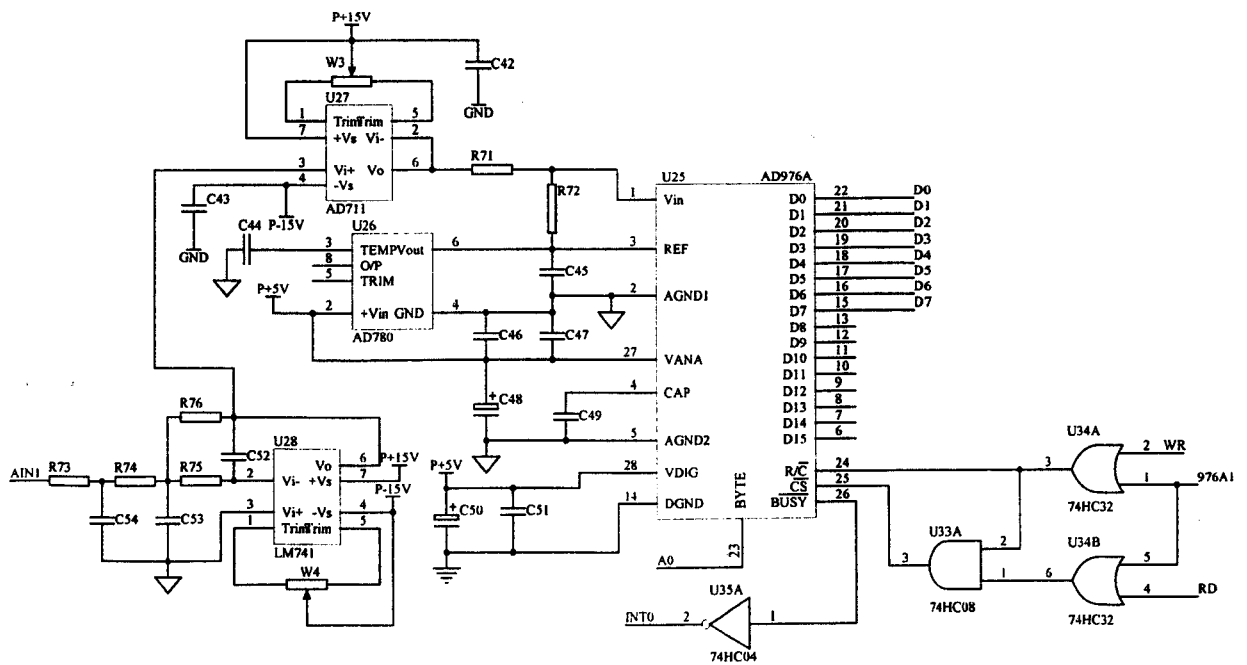 P+15V
W3
C42
GND
U27
1 Trim Trim 5
7 +Vs Vi- 2
3 Vi+ Vo 6
4 -Vs
AD711
C43
GND
P-15V
R71
R72
C44
U26
3 TEMP Vout 6
8 O/P
5 TRIM
P+5V
2 +Vin GND 4
AD780
C45
C46
C47
C48
C49
U25
AD976A
1 Vin
3 REF
2 AGND1
27 VANA
4 CAP
5 AGND2
28 VDIG
14 DGND
BYTE
23
A0
D0 22 D0
D1 21 D1
D2 20 D2
D3 19 D3
D4 18 D4
D5 17 D5
D6 16 D6
D7 15 D7
D8 13
D9 12
D10 11
D11 10
D12 9
D13 8
D14 7
D15 6
R/C 24
CS 25
BUSY 26
P+5V
+
C50
C51
+
AIN1
R73
R74
R75
R76
C52
C53
C54
U28
Vo 6
2 Vi- +Vs 7
P+15V
P-15V
3 Vi+ -Vs 4
1 Trim Trim 5
LM741
W4
U35A
INT0 2 1
74HC04
U33A
3 2
1
74HC08
U34A
3 2 WR
1 976A1
74HC32
U34B
6 5
4 RD
74HC32